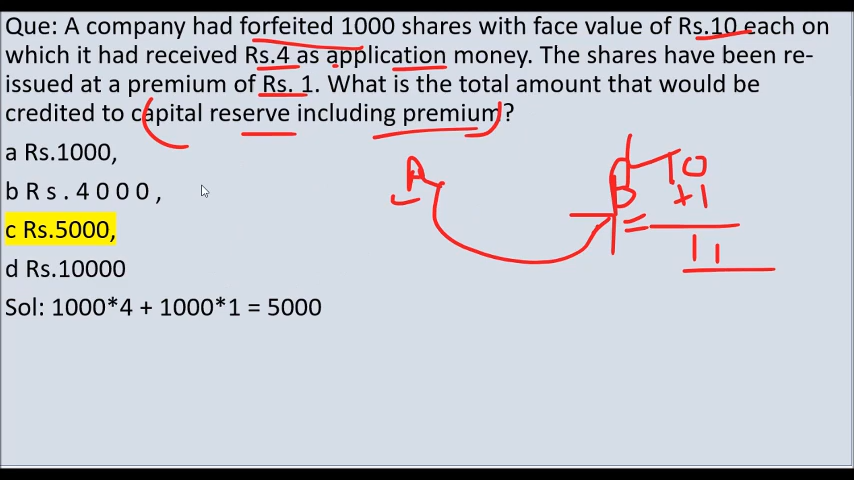 Que: A company had forfeited 1000 shares with face value of Rs.10 each on
which it had received Rs.4 as application money. The shares have been re-
issued at a premium of Rs. 1. What is the total amount that would be
credited to capital reserve including premium?
a Rs.1000,
b R s . 4 0 0 0 ,
c Rs.5000,
d Rs.10000
Sol: 1000*4 + 1000*1 = 5000
A
B
10
+1
11